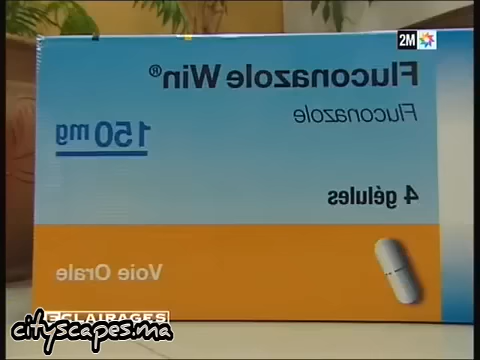 2M
Fluconazole Win®
Fluconazole
150 mg
4 gélules
Voie Orale
ECLAIRAGES
cityscapes.ma